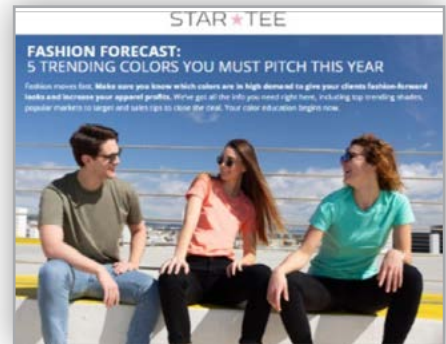 STAR★TEE
FASHION FORECAST:
5 TRENDING COLORS YOU MUST PITCH THIS YEAR
Fashion moves fast. Make sure you know which colors are in high demand to give your clients fashion-forward
looks and increase your apparel profits. We've got all the info you need right here, including top trending shades,
popular markets to target and sales tips to close the deal. Your color education begins now.